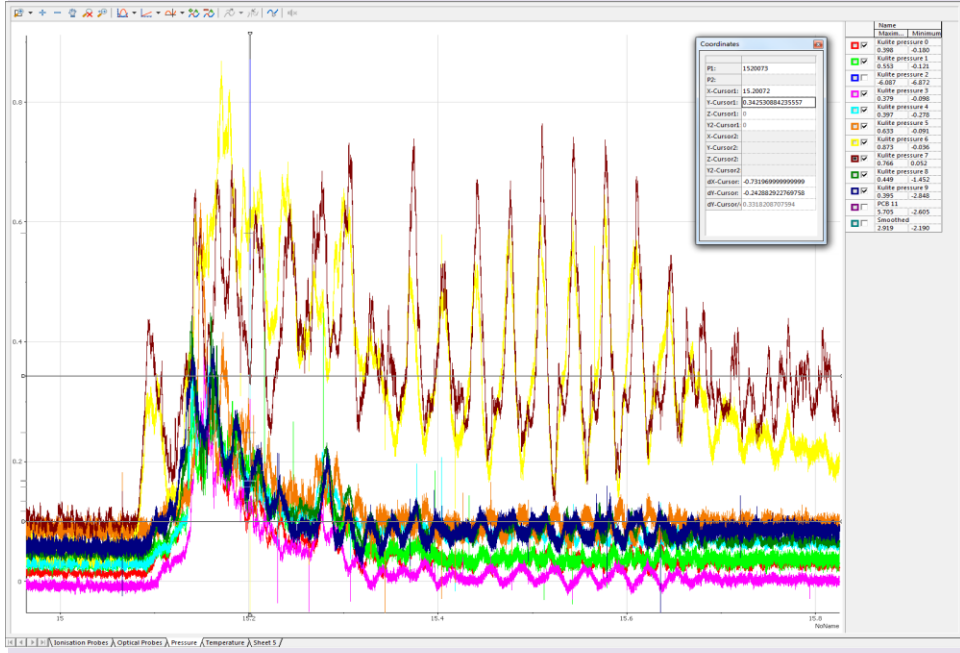 Name
Maxim... Minimum
Kulite pressure 0
0.398 -0.180
Kulite pressure 1
0.553 -0.121
Kulite pressure 2
-6.087 -6.872
Kulite pressure 3
0.379 -0.098
Kulite pressure 4
0.397 -0.278
Kulite pressure 5
0.633 -0.091
Kulite pressure 6
0.873 -0.036
Kulite pressure 7
0.766 0.052
Kulite pressure 8
0.449 -1.452
Kulite pressure 9
0.395 -2.848
PCB 11
5.705 -2.605
Smoothed
2.919 -2.190
Coordinates
P1: 1520073
P2:
X-Cursor1: 15.20072
Y-Cursor1: 0.342530884235557
Z-Cursor1: 0
Y2-Cursor1 0
X-Cursor2:
Y-Cursor2:
Z-Cursor2:
Y2-Cursor2
dX-Cursor: -0.731969999999999
dY-Cursor: -0.242882922769758
dY-Cursor/ 0.3318208707594
0.8
0.6
0.4
0.2
0
15 15.2 15.4 15.6 15.8
NoName
Ionisation Probes Optical Probes Pressure Temperature Sheet 5